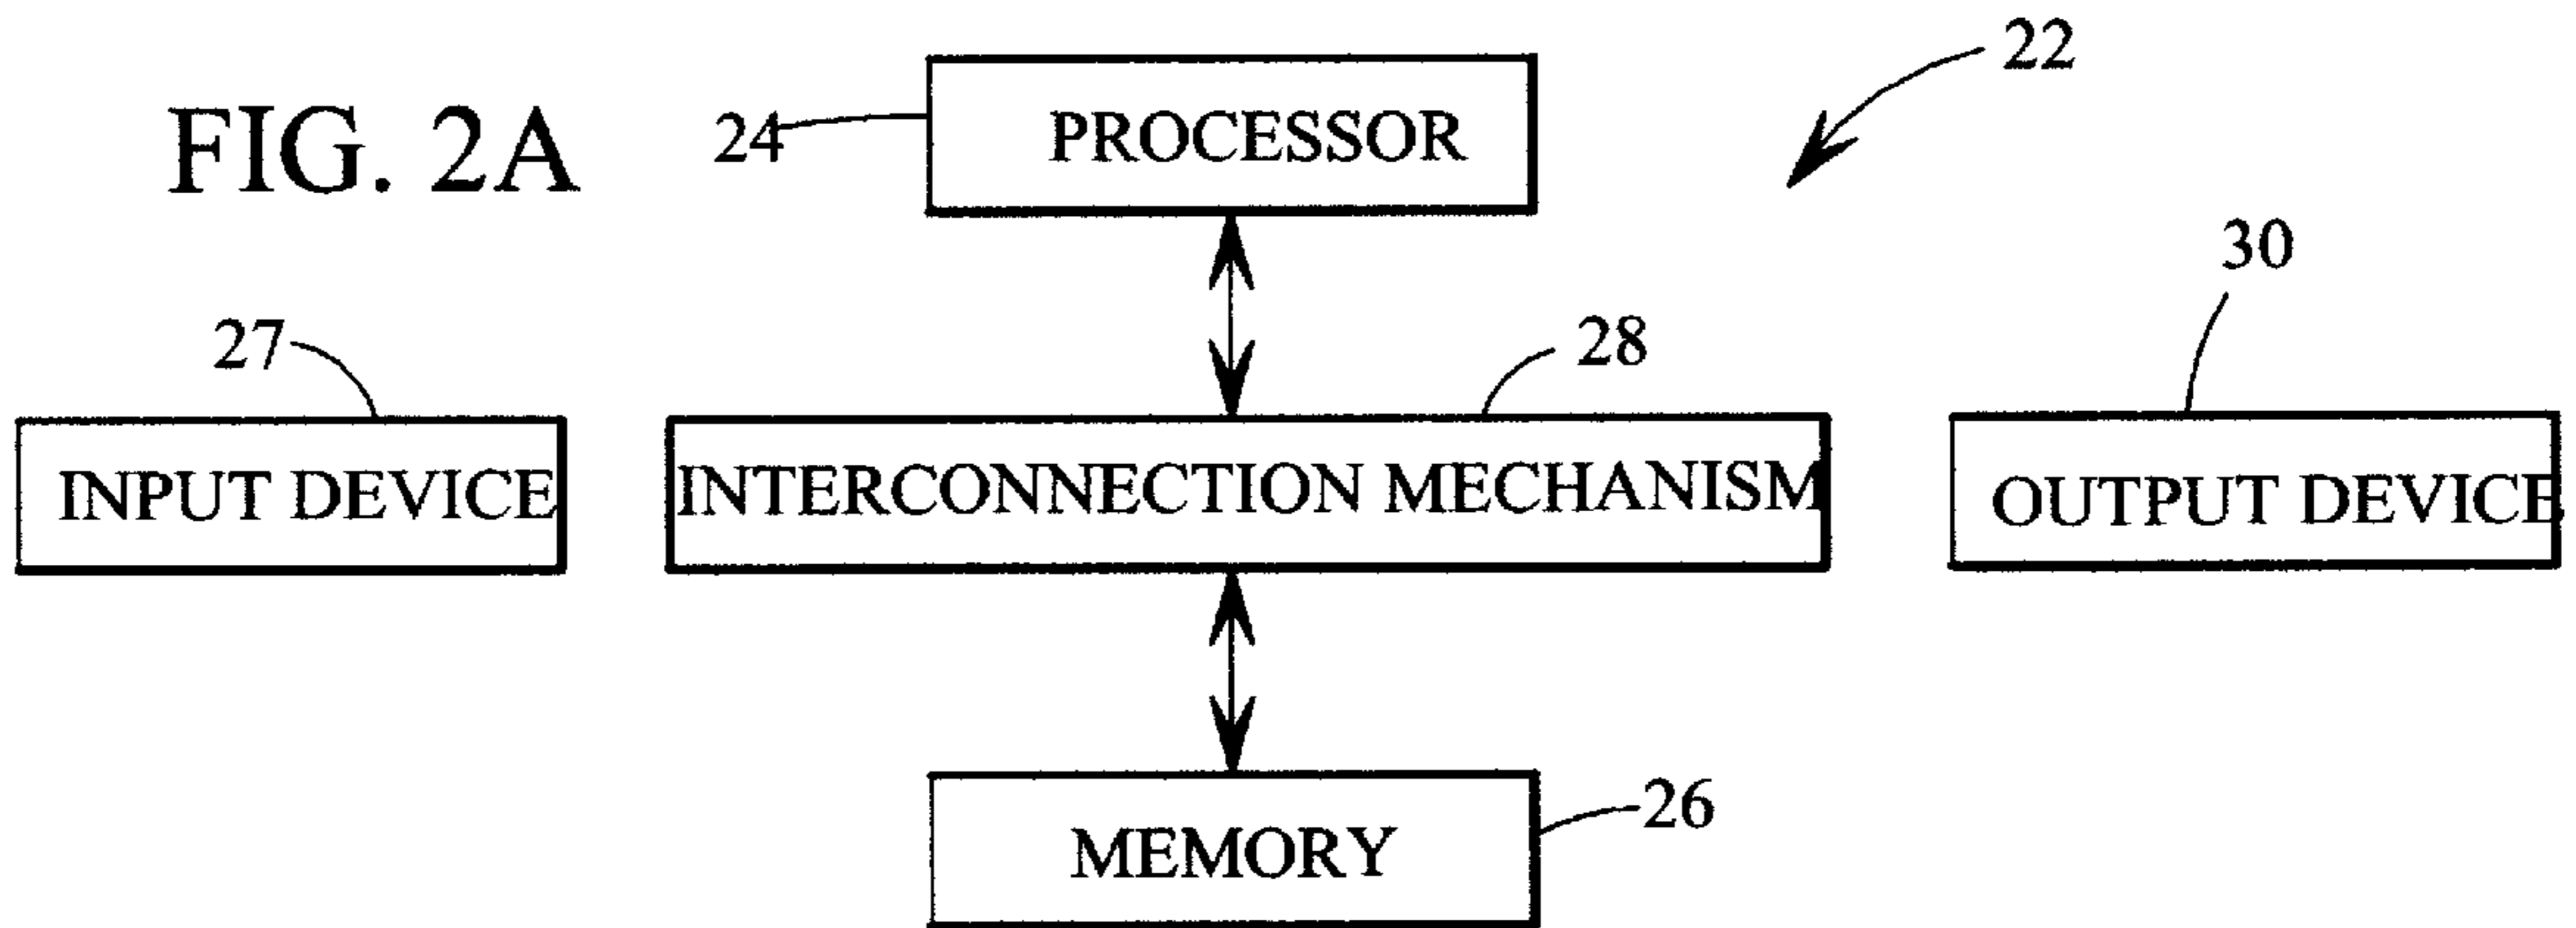 22
FIG. 2A
24
PROCESSOR
30
27
28
INPUT DEVICE
INTERCONNECTION MECHANISM
OUTPUT DEVICE
26
MEMORY